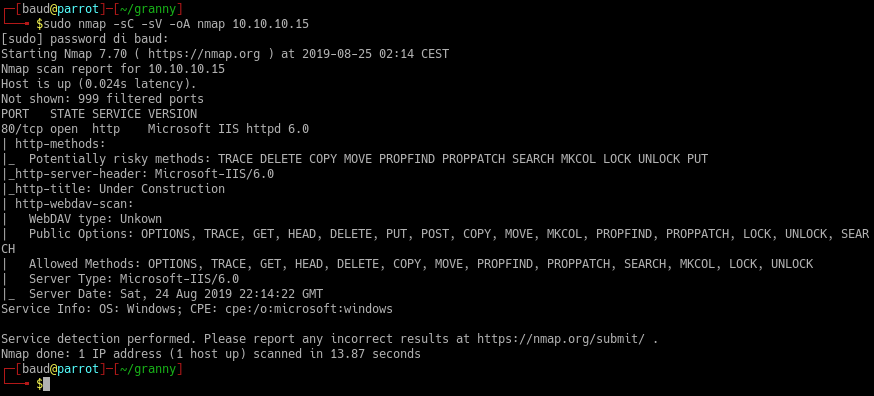 ┌─[baud@parrot]─[~/granny]
└──╼ $sudo nmap -sC -sV -oA nmap 10.10.10.15
[sudo] password di baud:
Starting Nmap 7.70 ( https://nmap.org ) at 2019-08-25 02:14 CEST
Nmap scan report for 10.10.10.15
Host is up (0.024s latency).
Not shown: 999 filtered ports
PORT   STATE SERVICE VERSION
80/tcp open  http    Microsoft IIS httpd 6.0
| http-methods:
|_  Potentially risky methods: TRACE DELETE COPY MOVE PROPFIND PROPPATCH SEARCH MKCOL LOCK UNLOCK PUT
|_http-server-header: Microsoft-IIS/6.0
|_http-title: Under Construction
| http-webdav-scan:
|   WebDAV type: Unkown
|   Public Options: OPTIONS, TRACE, GET, HEAD, DELETE, PUT, POST, COPY, MOVE, MKCOL, PROPFIND, PROPPATCH, LOCK, UNLOCK, SEAR
CH
|   Allowed Methods: OPTIONS, TRACE, GET, HEAD, DELETE, COPY, MOVE, PROPFIND, PROPPATCH, SEARCH, MKCOL, LOCK, UNLOCK
|   Server Type: Microsoft-IIS/6.0
|_  Server Date: Sat, 24 Aug 2019 22:14:22 GMT
Service Info: OS: Windows; CPE: cpe:/o:microsoft:windows

Service detection performed. Please report any incorrect results at https://nmap.org/submit/ .
Nmap done: 1 IP address (1 host up) scanned in 13.87 seconds
┌─[baud@parrot]─[~/granny]
└──╼ $